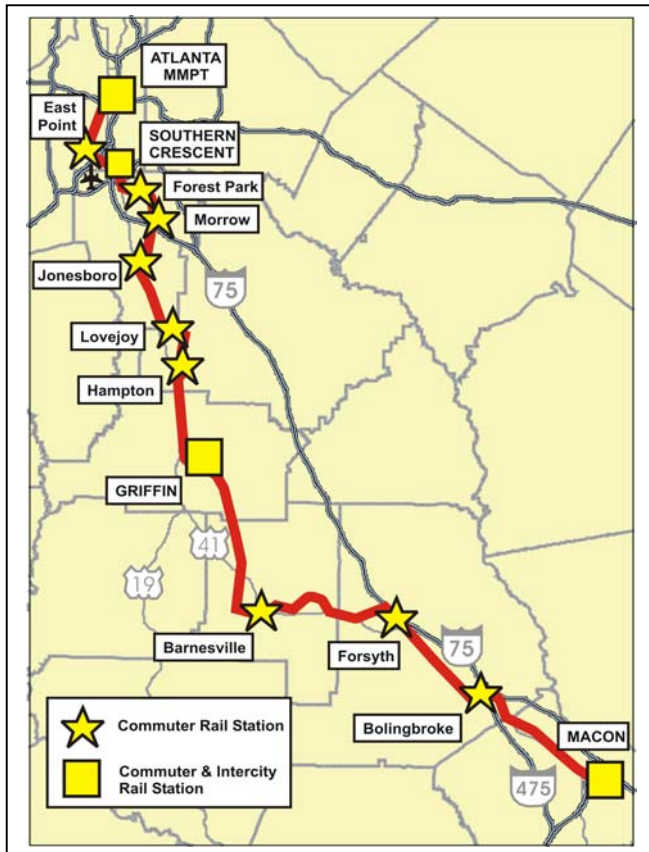 ATLANTA
MMPT
East
Point
SOUTHERN
CRESCENT
Forest Park
Morrow
Jonesboro
75
Lovejoy
Hampton
GRIFFIN
41
19
Barnesville
Forsyth
75
Bolingbroke
MACON
475
Commuter Rail Station
Commuter & Intercity
Rail Station